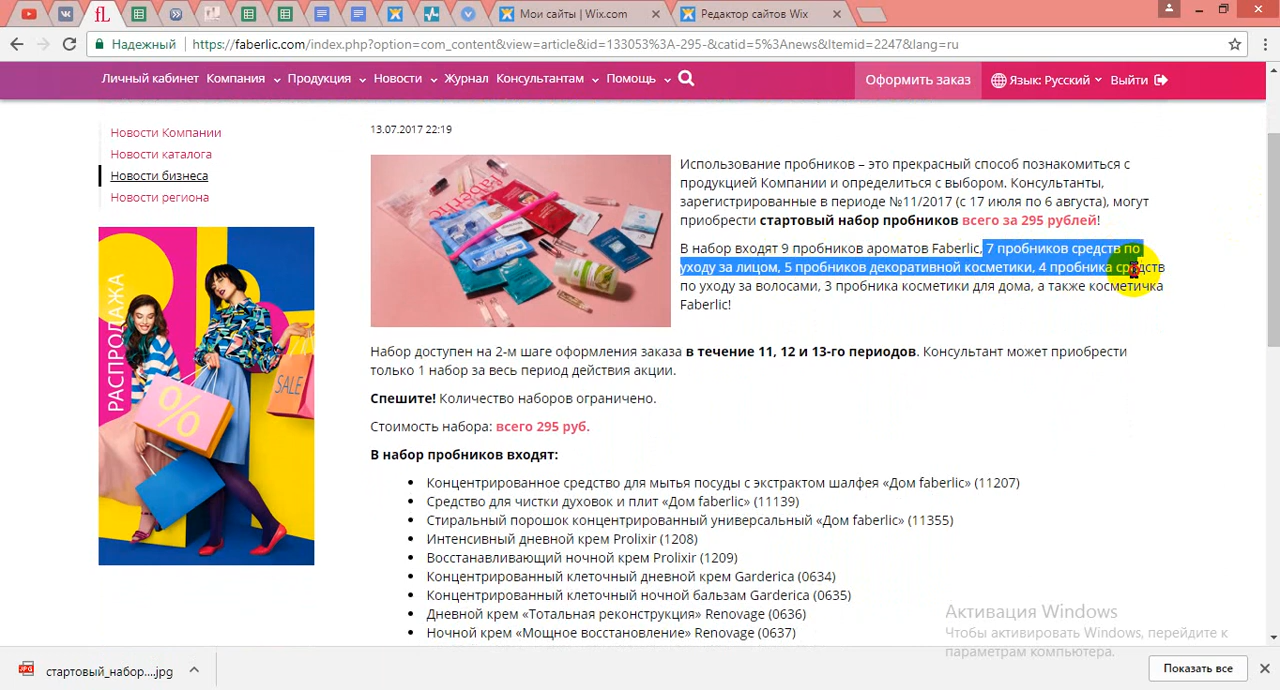 Мои сайты | Wix.com
Редактор сайтов Wix
Надежный
https://faberlic.com/index.php?option=com_content&view=article&id=133053%3A-295-&catid=5%3Anews&Itemid=2247&lang=ru
Личный кабинет Компания Продукция Новости Журнал Консультантам Помощь
Оформить заказ
Язык: Русский Выйти
Новости Компании
Новости каталога
Новости бизнеса
Новости региона
РАСПРОДАЖА
%
SALE
13.07.2017 22:19
faberlic
Использование пробников – это прекрасный способ познакомиться с
продукцией Компании и определиться с выбором. Консультанты,
зарегистрированные в периоде №11/2017 (с 17 июля по 6 августа), могут
приобрести стартовый набор пробников всего за 295 рублей!
В набор входят 9 пробников ароматов Faberlic, 7 пробников средств по
уходу за лицом, 5 пробников декоративной косметики, 4 пробника средств
по уходу за волосами, 3 пробника косметики для дома, а также косметичка
Faberlic!
Набор доступен на 2-м шаге оформления заказа в течение 11, 12 и 13-го периодов. Консультант может приобрести
только 1 набор за весь период действия акции.
Спешите! Количество наборов ограничено.
Стоимость набора: всего 295 руб.
В набор пробников входят:
• Концентрированное средство для мытья посуды с экстрактом шалфея «Дом faberlic» (11207)
• Средство для чистки духовок и плит «Дом faberlic» (11139)
• Стиральный порошок концентрированный универсальный «Дом faberlic» (11355)
• Интенсивный дневной крем Prolixir (1208)
• Восстанавливающий ночной крем Prolixir (1209)
• Концентрированный клеточный дневной крем Garderica (0634)
• Концентрированный клеточный ночной бальзам Garderica (0635)
• Дневной крем «Тотальная реконструкция» Renovage (0636)
• Ночной крем «Мощное восстановление» Renovage (0637)
Активация Windows
Чтобы активировать Windows, перейдите к
параметрам компьютера.
стартовый_набор....jpg
Показать все